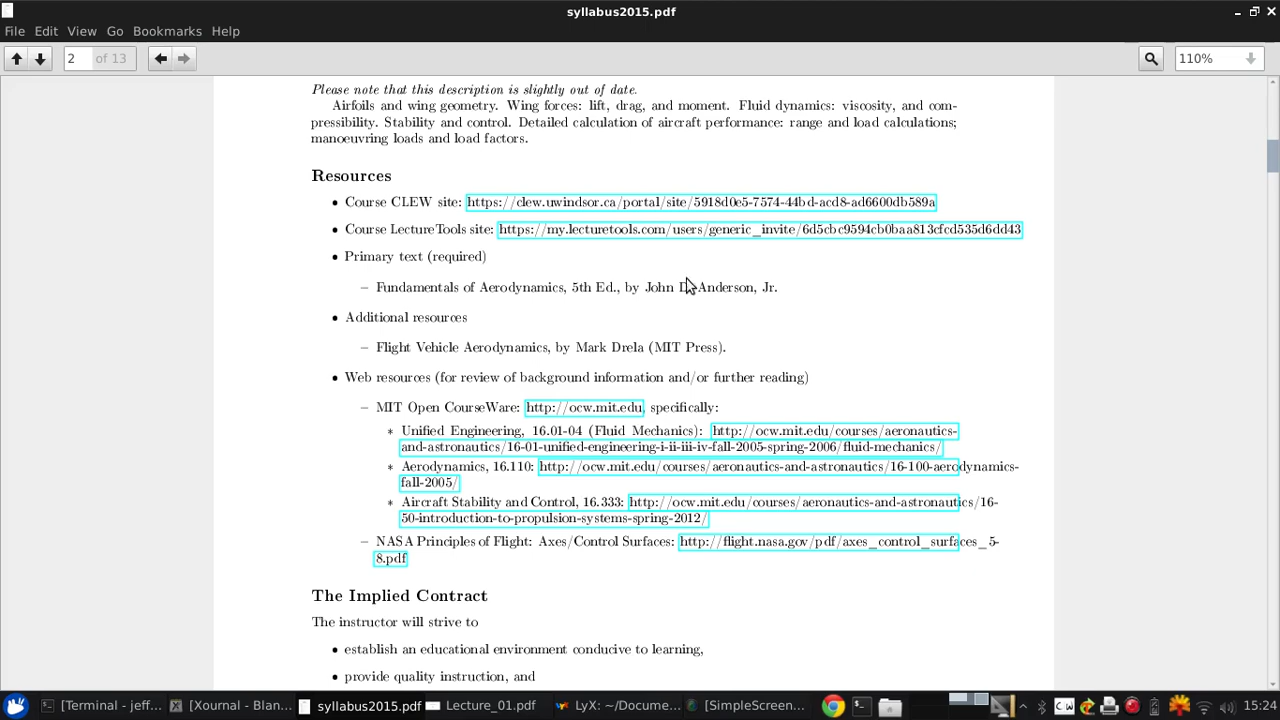 syllabus2015.pdf
File Edit View Go Bookmarks Help
2 of 13
110%
Please note that this description is slightly out of date.
Airfoils and wing geometry. Wing forces: lift, drag, and moment. Fluid dynamics: viscosity, and com-
pressibility. Stability and control. Detailed calculation of aircraft performance: range and load calculations;
manoeuvring loads and load factors.
Resources
• Course CLEW site: https://clew.uwindsor.ca/portal/site/5918d0e5-7574-44bd-acd8-ad6600db589a
• Course LectureTools site: https://my.lecturetools.com/users/generic_invite/6d5cbc9594cb0baa813cfcd535d6dd43
• Primary text (required)
– Fundamentals of Aerodynamics, 5th Ed., by John D. Anderson, Jr.
• Additional resources
– Flight Vehicle Aerodynamics, by Mark Drela (MIT Press).
• Web resources (for review of background information and/or further reading)
– MIT Open CourseWare: http://ocw.mit.edu, specifically:
* Unified Engineering, 16.01-04 (Fluid Mechanics): http://ocw.mit.edu/courses/aeronautics-
and-astronautics/16-01-unified-engineering-i-ii-iii-iv-fall-2005-spring-2006/fluid-mechanics/
* Aerodynamics, 16.110: http://ocw.mit.edu/courses/aeronautics-and-astronautics/16-100-aerodynamics-
fall-2005/
* Aircraft Stability and Control, 16.333: http://ocw.mit.edu/courses/aeronautics-and-astronautics/16-
50-introduction-to-propulsion-systems-spring-2012/
– NASA Principles of Flight: Axes/Control Surfaces: http://flight.nasa.gov/pdf/axes_control_surfaces_5-
8.pdf
The Implied Contract
The instructor will strive to
• establish an educational environment conducive to learning,
• provide quality instruction, and
[Terminal - jeff... [Xournal - Blan... syllabus2015.pdf Lecture_01.pdf LyX: ~/Docume... [SimpleScreen... CW 15:24